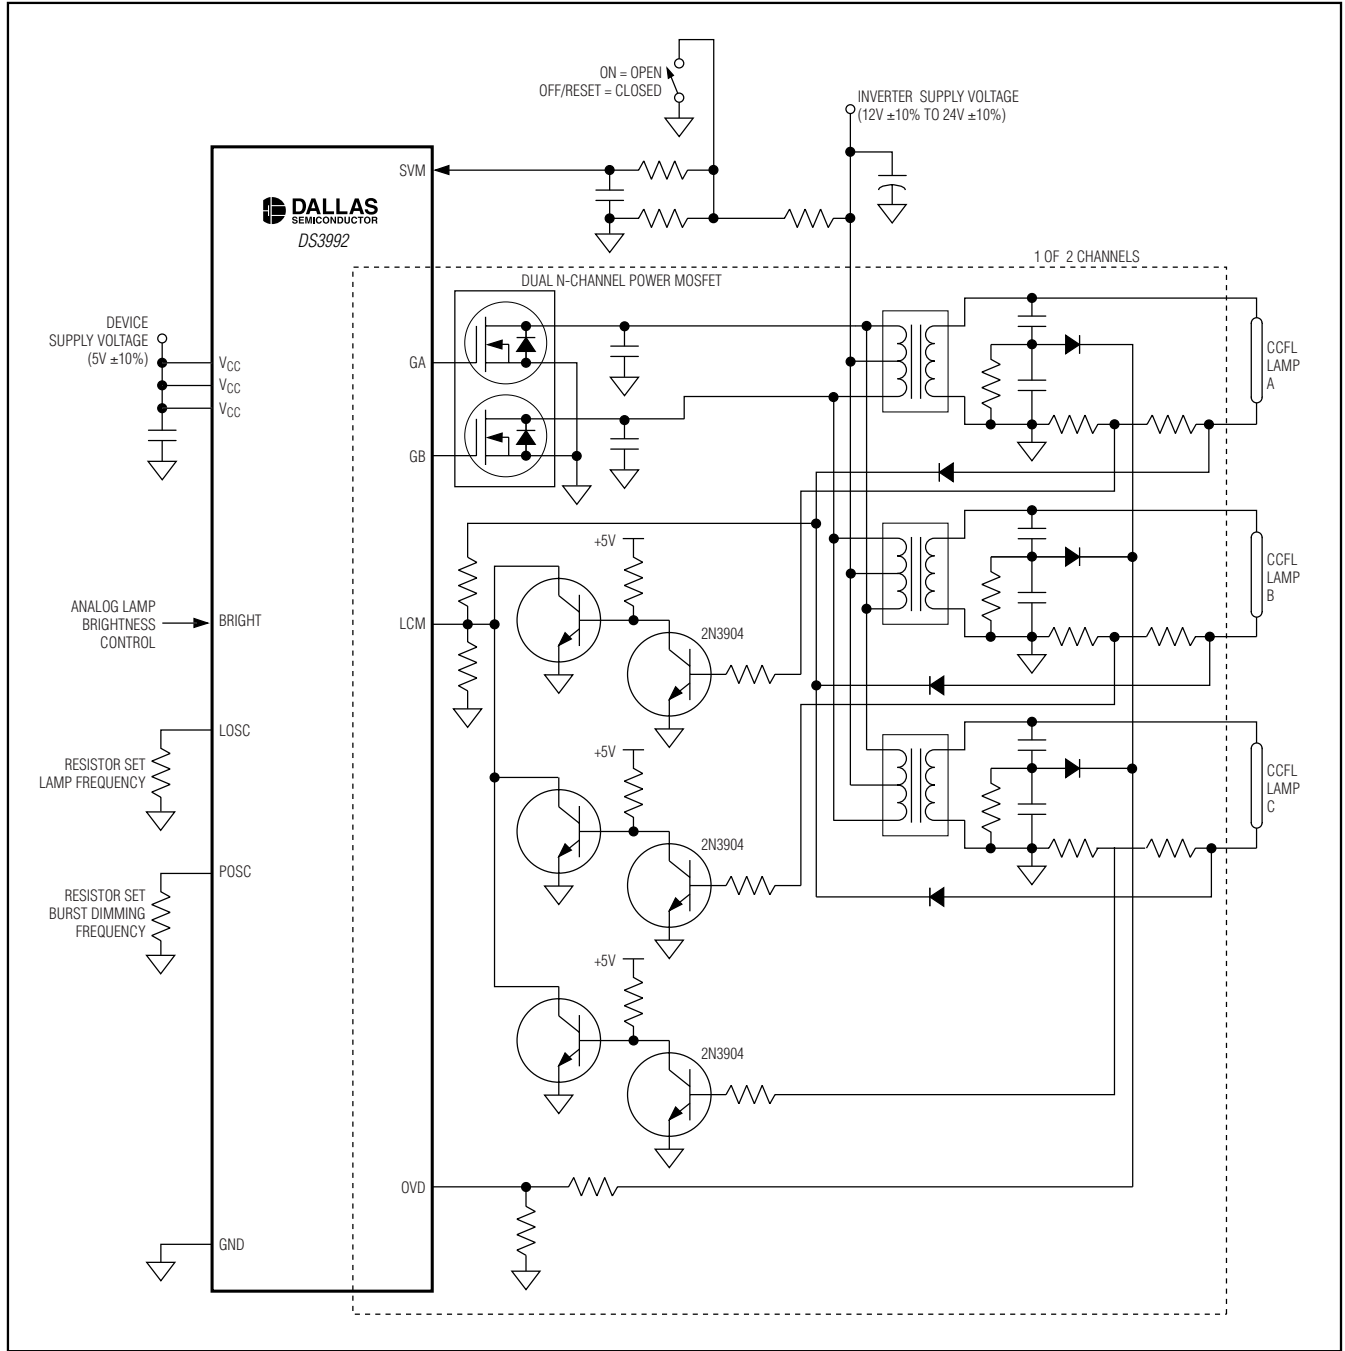 ON = OPEN
OFF/RESET = CLOSED
INVERTER SUPPLY VOLTAGE
(12V ±10% TO 24V ±10%)
SVM
DALLAS
SEMICONDUCTOR
DS3992
1 OF 2 CHANNELS
DUAL N-CHANNEL POWER MOSFET
DEVICE
SUPPLY VOLTAGE
(5V ±10%)
VCC
VCC
VCC
GA
GB
CCFL
LAMP
A
+5V
CCFL
LAMP
B
ANALOG LAMP
BRIGHTNESS
CONTROL
BRIGHT
LCM
2N3904
LOSC
RESISTOR SET
LAMP FREQUENCY
+5V
CCFL
LAMP
C
2N3904
POSC
RESISTOR SET
BURST DIMMING
FREQUENCY
+5V
2N3904
OVD
GND